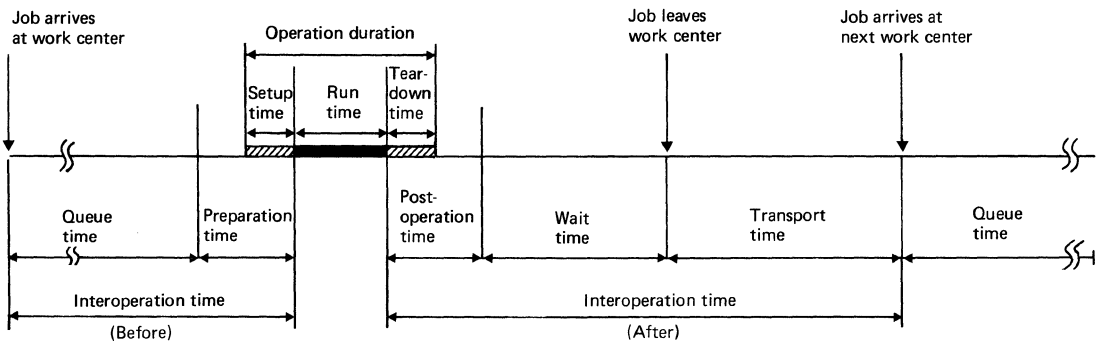 Job arrives
at work center
Operation duration
Job leaves
work center
Job arrives at
next work center
Setup
time
Run
time
Tear-
down
time
Queue
time
Preparation
time
Post-
operation
time
Wait
time
Transport
time
Queue
time
Interoperation time
(Before)
Interoperation time
(After)